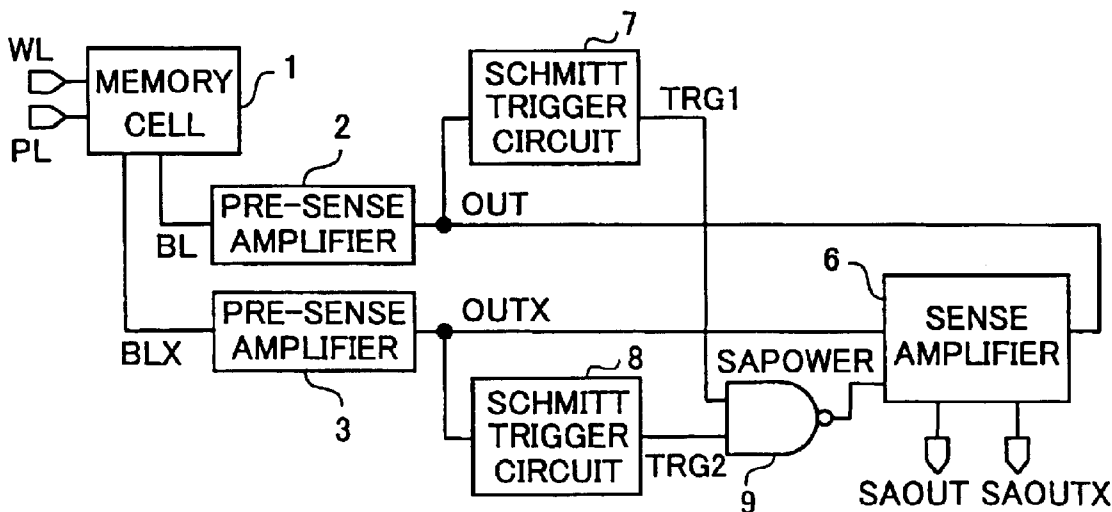 WL
PL
MEMORY
CELL
1
2
PRE-SENSE
AMPLIFIER
BL
BLX
PRE-SENSE
AMPLIFIER
3
7
SCHMITT
TRIGGER
CIRCUIT
TRG1
OUT
OUTX
8
SCHMITT
TRIGGER
CIRCUIT
TRG2
SAPOWER
9
6
SENSE
AMPLIFIER
SAOUT SAOUTX